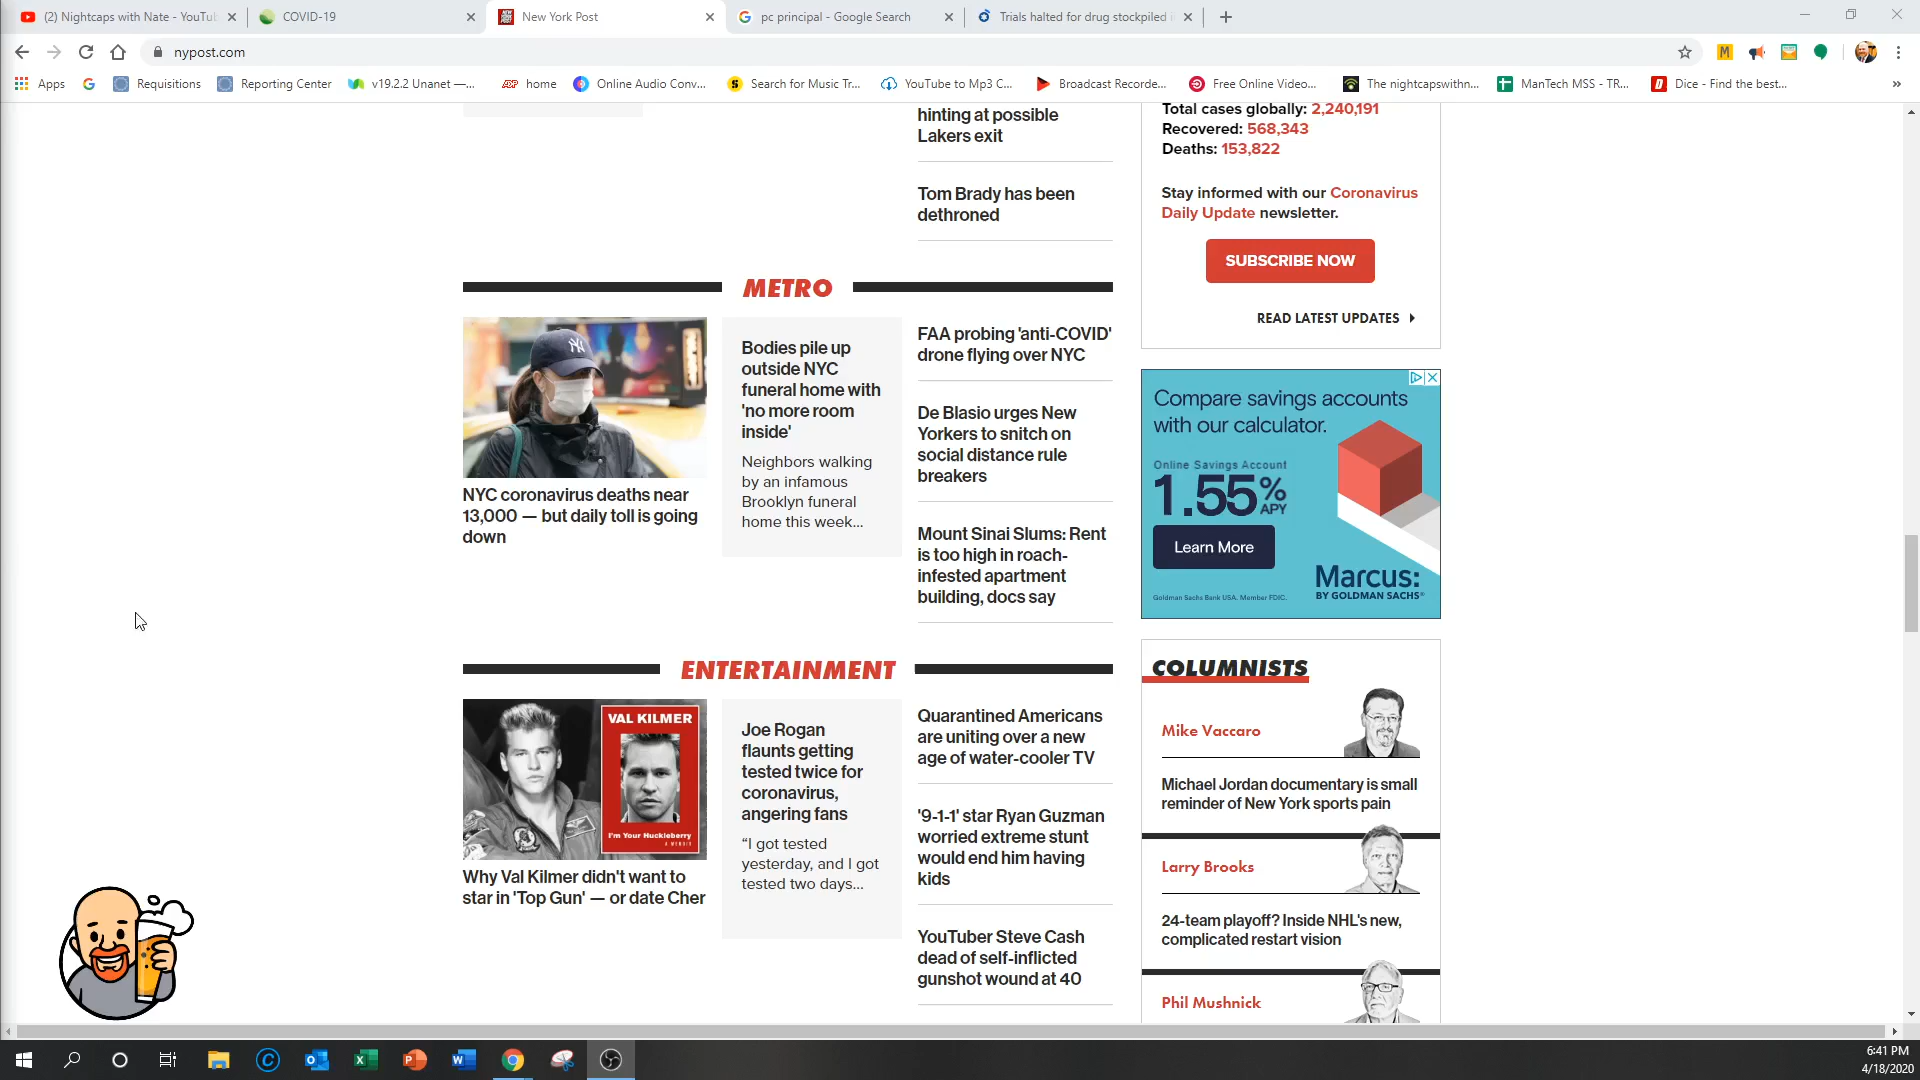 (2) Nightcaps with Nate - YouTu
COVID-19
New York Post
pc principal - Google Search
Trials halted for drug stockpiled i
nypost.com
Apps
Requisitions
Reporting Center
v19.2.2 Unanet —...
home
Online Audio Conv...
Search for Music Tr...
YouTube to Mp3 C...
Broadcast Recorde...
Free Online Video...
The nightcapswithn...
ManTech MSS - TR...
Dice - Find the best...
hinting at possible
Lakers exit
Tom Brady has been
dethroned
Total cases globally: 2,240,191
Recovered: 568,343
Deaths: 153,822
Stay informed with our Coronavirus
Daily Update newsletter.
SUBSCRIBE NOW
READ LATEST UPDATES
METRO
NYC coronavirus deaths near
13,000 — but daily toll is going
down
Bodies pile up
outside NYC
funeral home with
'no more room
inside'
Neighbors walking
by an infamous
Brooklyn funeral
home this week...
FAA probing 'anti-COVID'
drone flying over NYC
De Blasio urges New
Yorkers to snitch on
social distance rule
breakers
Mount Sinai Slums: Rent
is too high in roach-
infested apartment
building, docs say
Compare savings accounts
with our calculator.
Online Savings Account
1.55% APY
Learn More
Marcus:
BY GOLDMAN SACHS®
Goldman Sachs Bank USA. Member FDIC.
ENTERTAINMENT
VAL KILMER
I'm Your Huckleberry
A MEMOIR
Why Val Kilmer didn't want to
star in 'Top Gun' — or date Cher
Joe Rogan
flaunts getting
tested twice for
coronavirus,
angering fans
“I got tested
yesterday, and I got
tested two days...
Quarantined Americans
are uniting over a new
age of water-cooler TV
'9-1-1' star Ryan Guzman
worried extreme stunt
would end him having
kids
YouTuber Steve Cash
dead of self-inflicted
gunshot wound at 40
COLUMNISTS
Mike Vaccaro
Michael Jordan documentary is small
reminder of New York sports pain
Larry Brooks
24-team playoff? Inside NHL's new,
complicated restart vision
Phil Mushnick
6:41 PM
4/18/2020